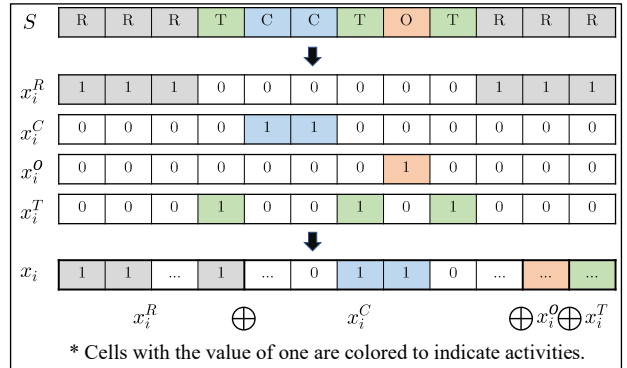 S R R R T C C T O T R R R
x_i^R 1 1 1 0 0 0 0 0 0 1 1 1
x_i^C 0 0 0 0 1 1 0 0 0 0 0 0
x_i^O 0 0 0 0 0 0 0 1 0 0 0 0
x_i^T 0 0 0 1 0 0 1 0 1 0 0 0
x_i 1 1 ... 1 ... 0 1 1 0 ... ... ...
x_i^R ⊕ x_i^C ⊕ x_i^O ⊕ x_i^T
* Cells with the value of one are colored to indicate activities.